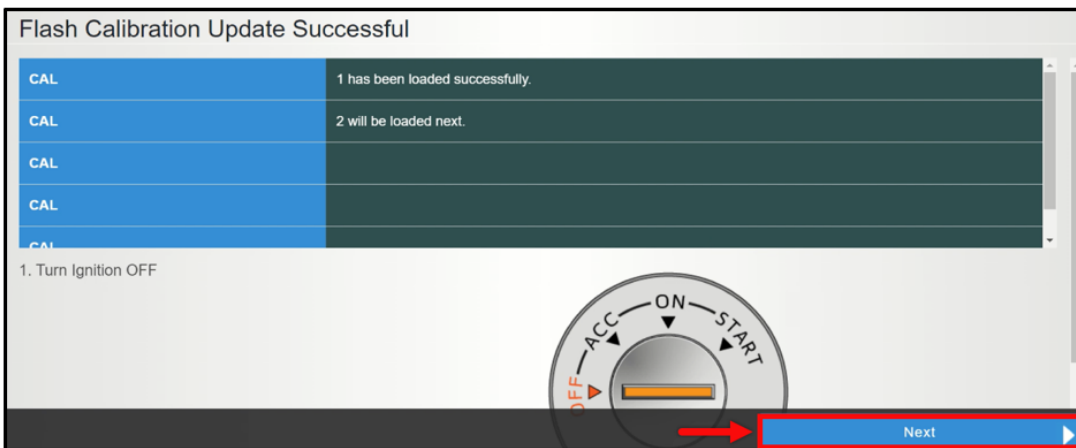 Flash Calibration Update Successful
CAL 1 has been loaded successfully.
CAL 2 will be loaded next.
CAL
CAL
CAL
1. Turn Ignition OFF
OFF ACC ON START
Next